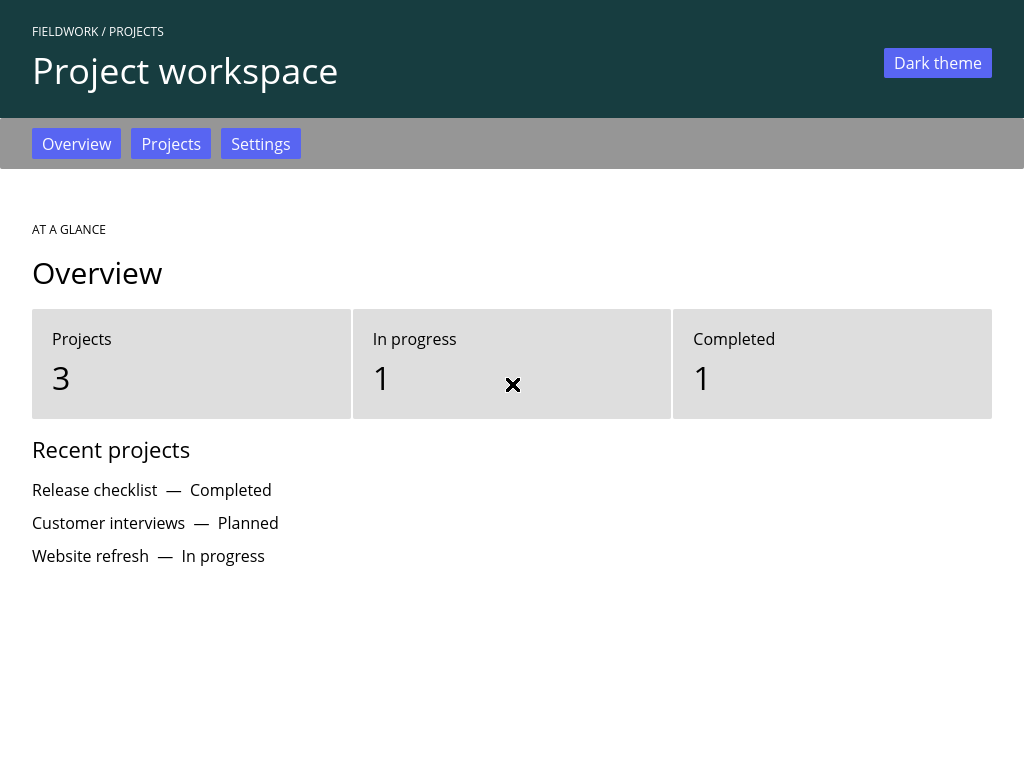 FIELDWORK / PROJECTS
Project workspace
Dark theme
Overview Projects Settings
AT A GLANCE
Overview
Projects In progress Completed
3 1 1
Recent projects
Release checklist — Completed
Customer interviews — Planned
Website refresh — In progress